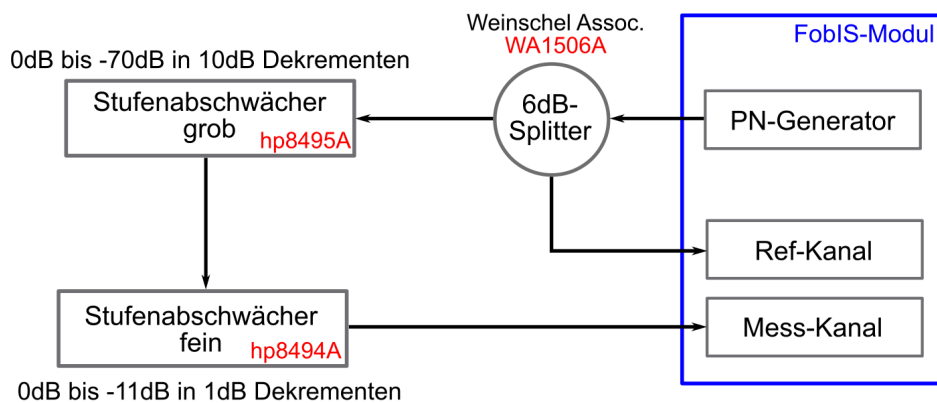 Weinschel Assoc.
WA1506A
FobIS-Modul
0dB bis -70dB in 10dB Dekrementen
Stufenabschwächer
grob
hp8495A
6dB-
Splitter
PN-Generator
Ref-Kanal
Stufenabschwächer
fein
hp8494A
Mess-Kanal
0dB bis -11dB in 1dB Dekrementen